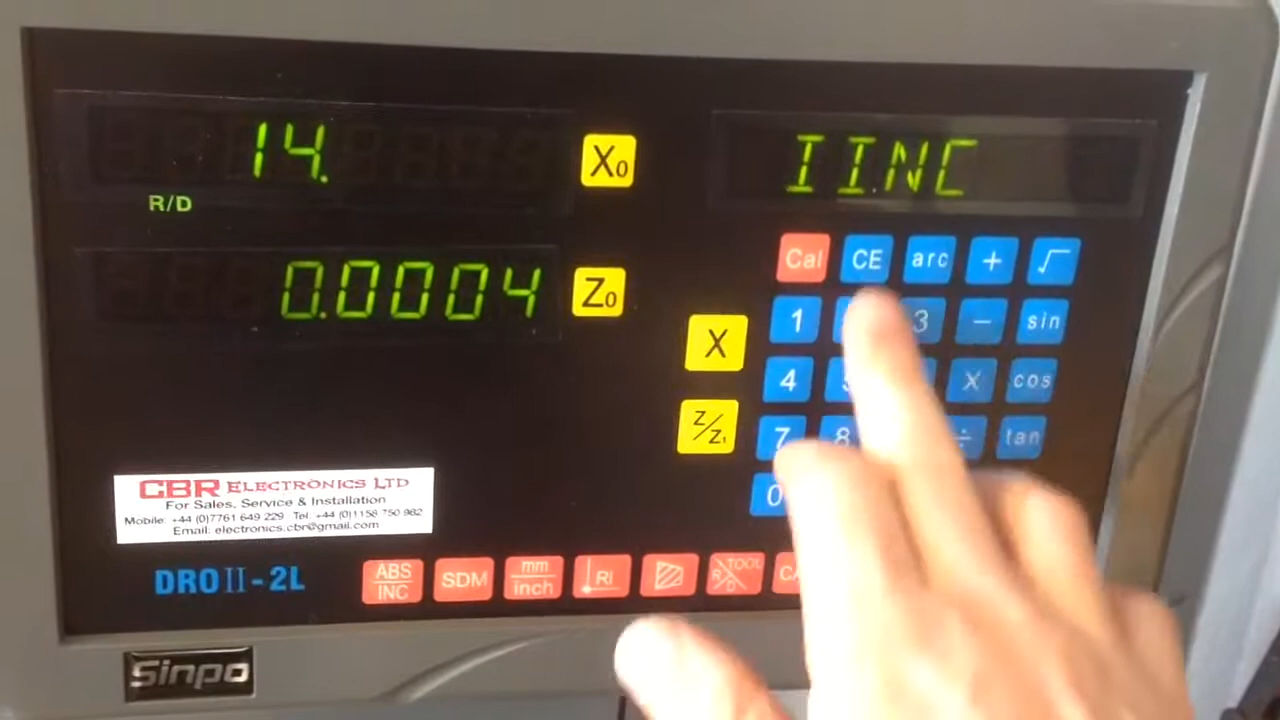 14.
X0
IINC
R/D
0.0004
Z0
Cal CE arc + √
1 3 − sin
X
4 5 X cos
Z/Z1
7 8 ÷ tan
0
CBR ELECTRONICS LTD
For Sales, Service & Installation
Mobile: +44 (0)7761 649 229 Tel: +44 (0)1158 750 982
Email: electronics.cbr@gmail.com
DROII-2L
ABS/INC SDM mm/inch RI R/D TOOL
Sinpo